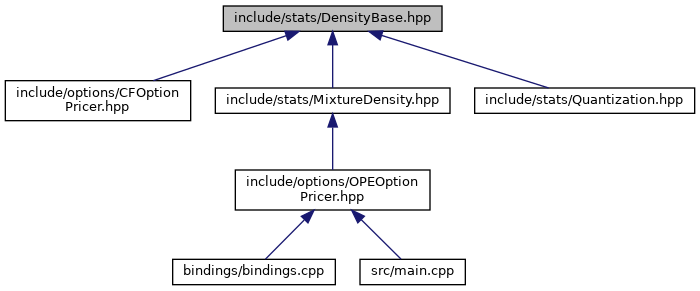 include/stats/DensityBase.hpp
include/options/CFOption
Pricer.hpp
include/stats/MixtureDensity.hpp
include/stats/Quantization.hpp
include/options/OPEOption
Pricer.hpp
bindings/bindings.cpp
src/main.cpp